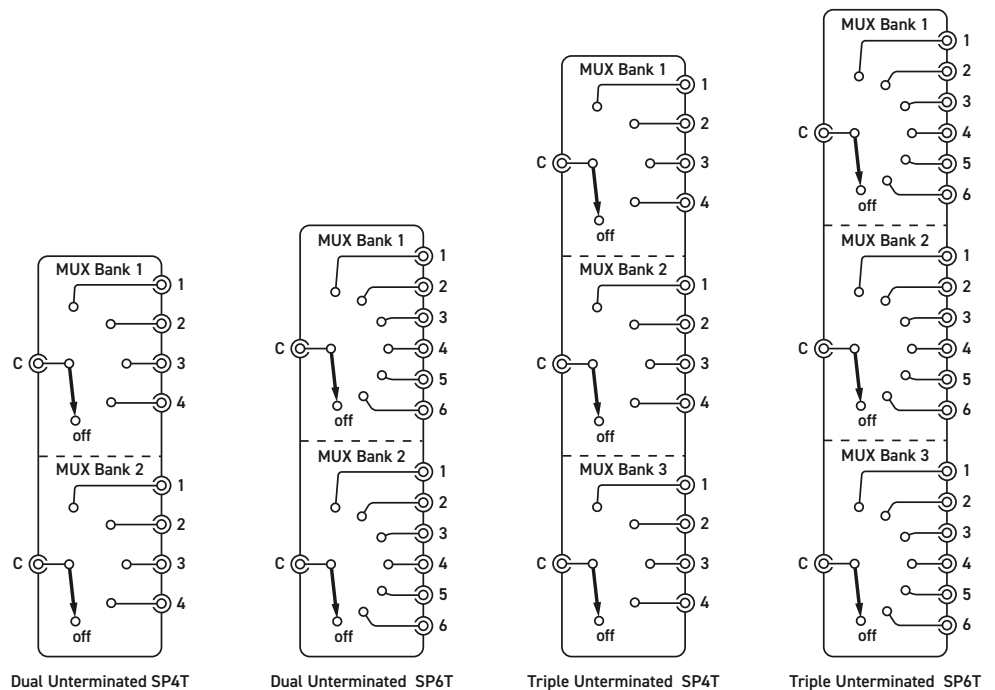 MUX Bank 1
1
2
C
3
4
off
MUX Bank 2
1
2
C
3
4
off
Dual Unterminated SP4T
MUX Bank 1
1
2
3
C
4
5
6
off
MUX Bank 2
1
2
3
C
4
5
6
off
Dual Unterminated SP6T
MUX Bank 1
1
2
C
3
4
off
MUX Bank 2
1
2
C
3
4
off
MUX Bank 3
1
2
C
3
4
off
Triple Unterminated SP4T
MUX Bank 1
1
2
3
C
4
5
6
off
MUX Bank 2
1
2
3
C
4
5
6
off
MUX Bank 3
1
2
3
C
4
5
6
off
Triple Unterminated SP6T